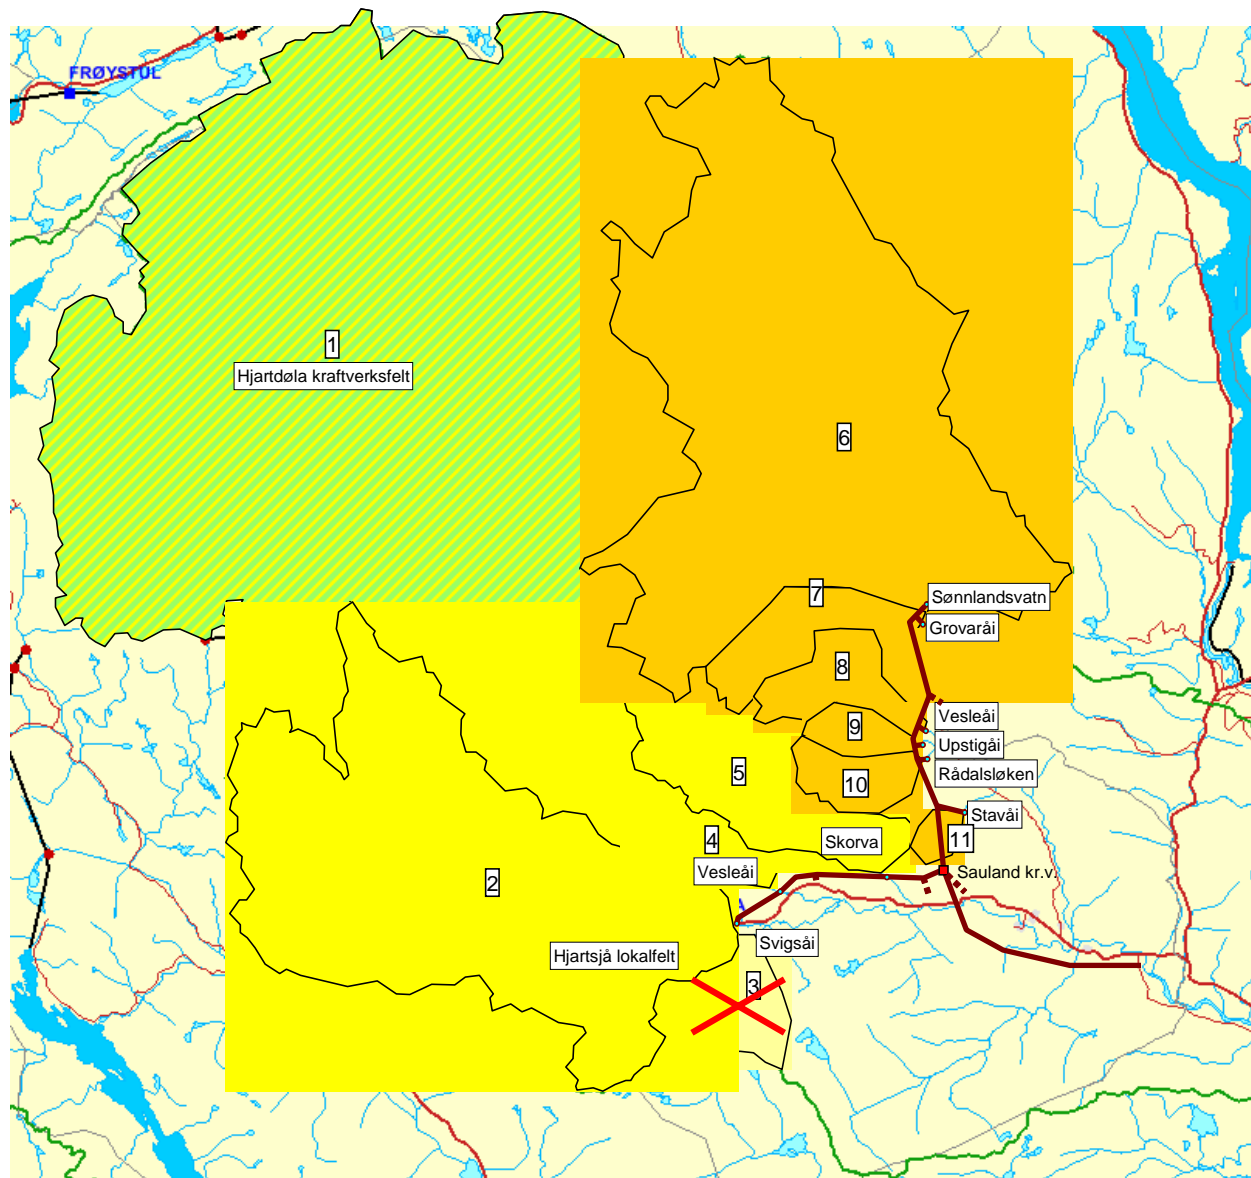 FRØYSTUL
1
Hjartdøla kraftverksfelt
6
7
Sønnlandsvatn
Grovaråi
8
9
Vesleåi
Upstigåi
5
Rådalsløken
10
Stavåi
4
Skorva
11
Vesleåi
Sauland kr.v.
2
Svigsåi
Hjartsjå lokalfelt
3